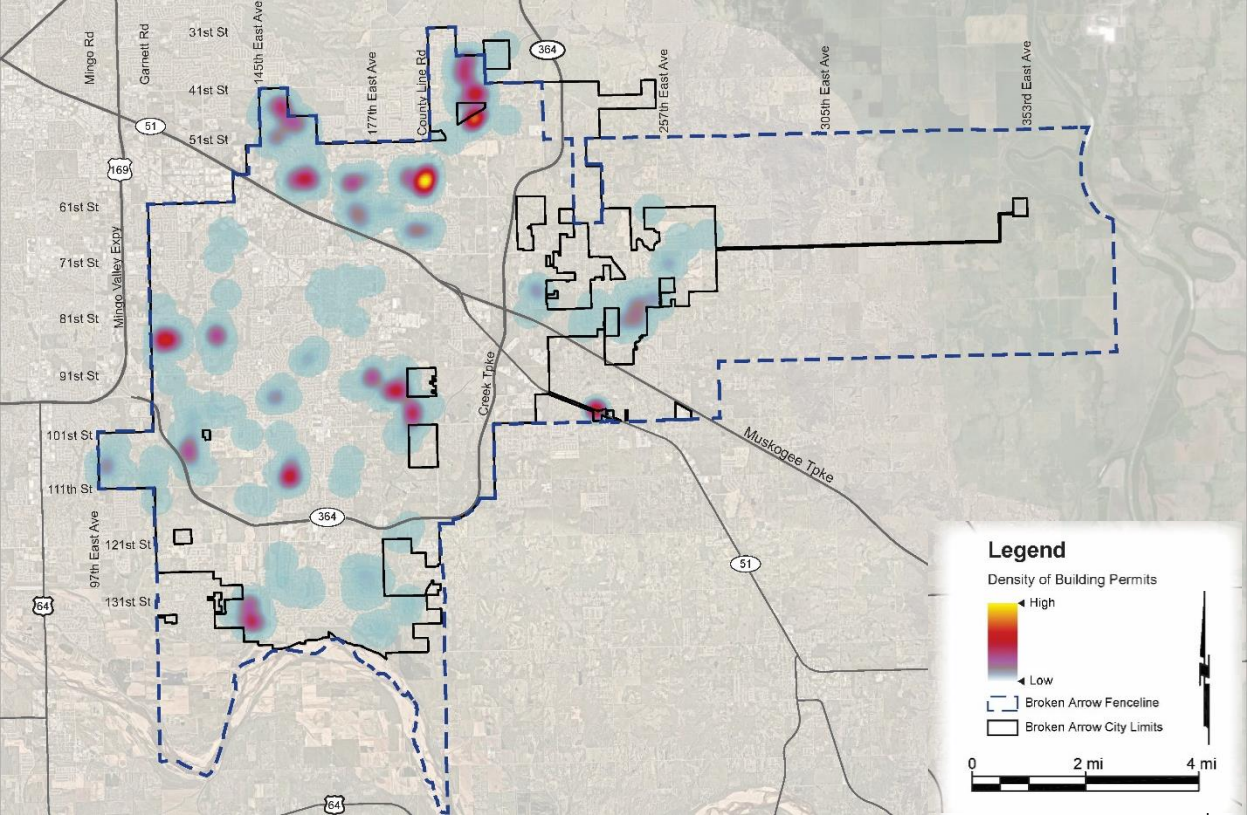 Mingo Rd
Garnett Rd
145th East Ave
177th East Ave
County Line Rd
257th East Ave
305th East Ave
353rd East Ave
31st St
364
41st St
51
51st St
169
61st St
71st St
Mingo Valley Expy
81st St
91st St
Creek Tpke
101st St
Muskogee Tpke
111th St
364
97th East Ave
121st St
51
64
131st St
64
Legend
Density of Building Permits
High
Low
Broken Arrow Fenceline
Broken Arrow City Limits
0 2 mi 4 mi